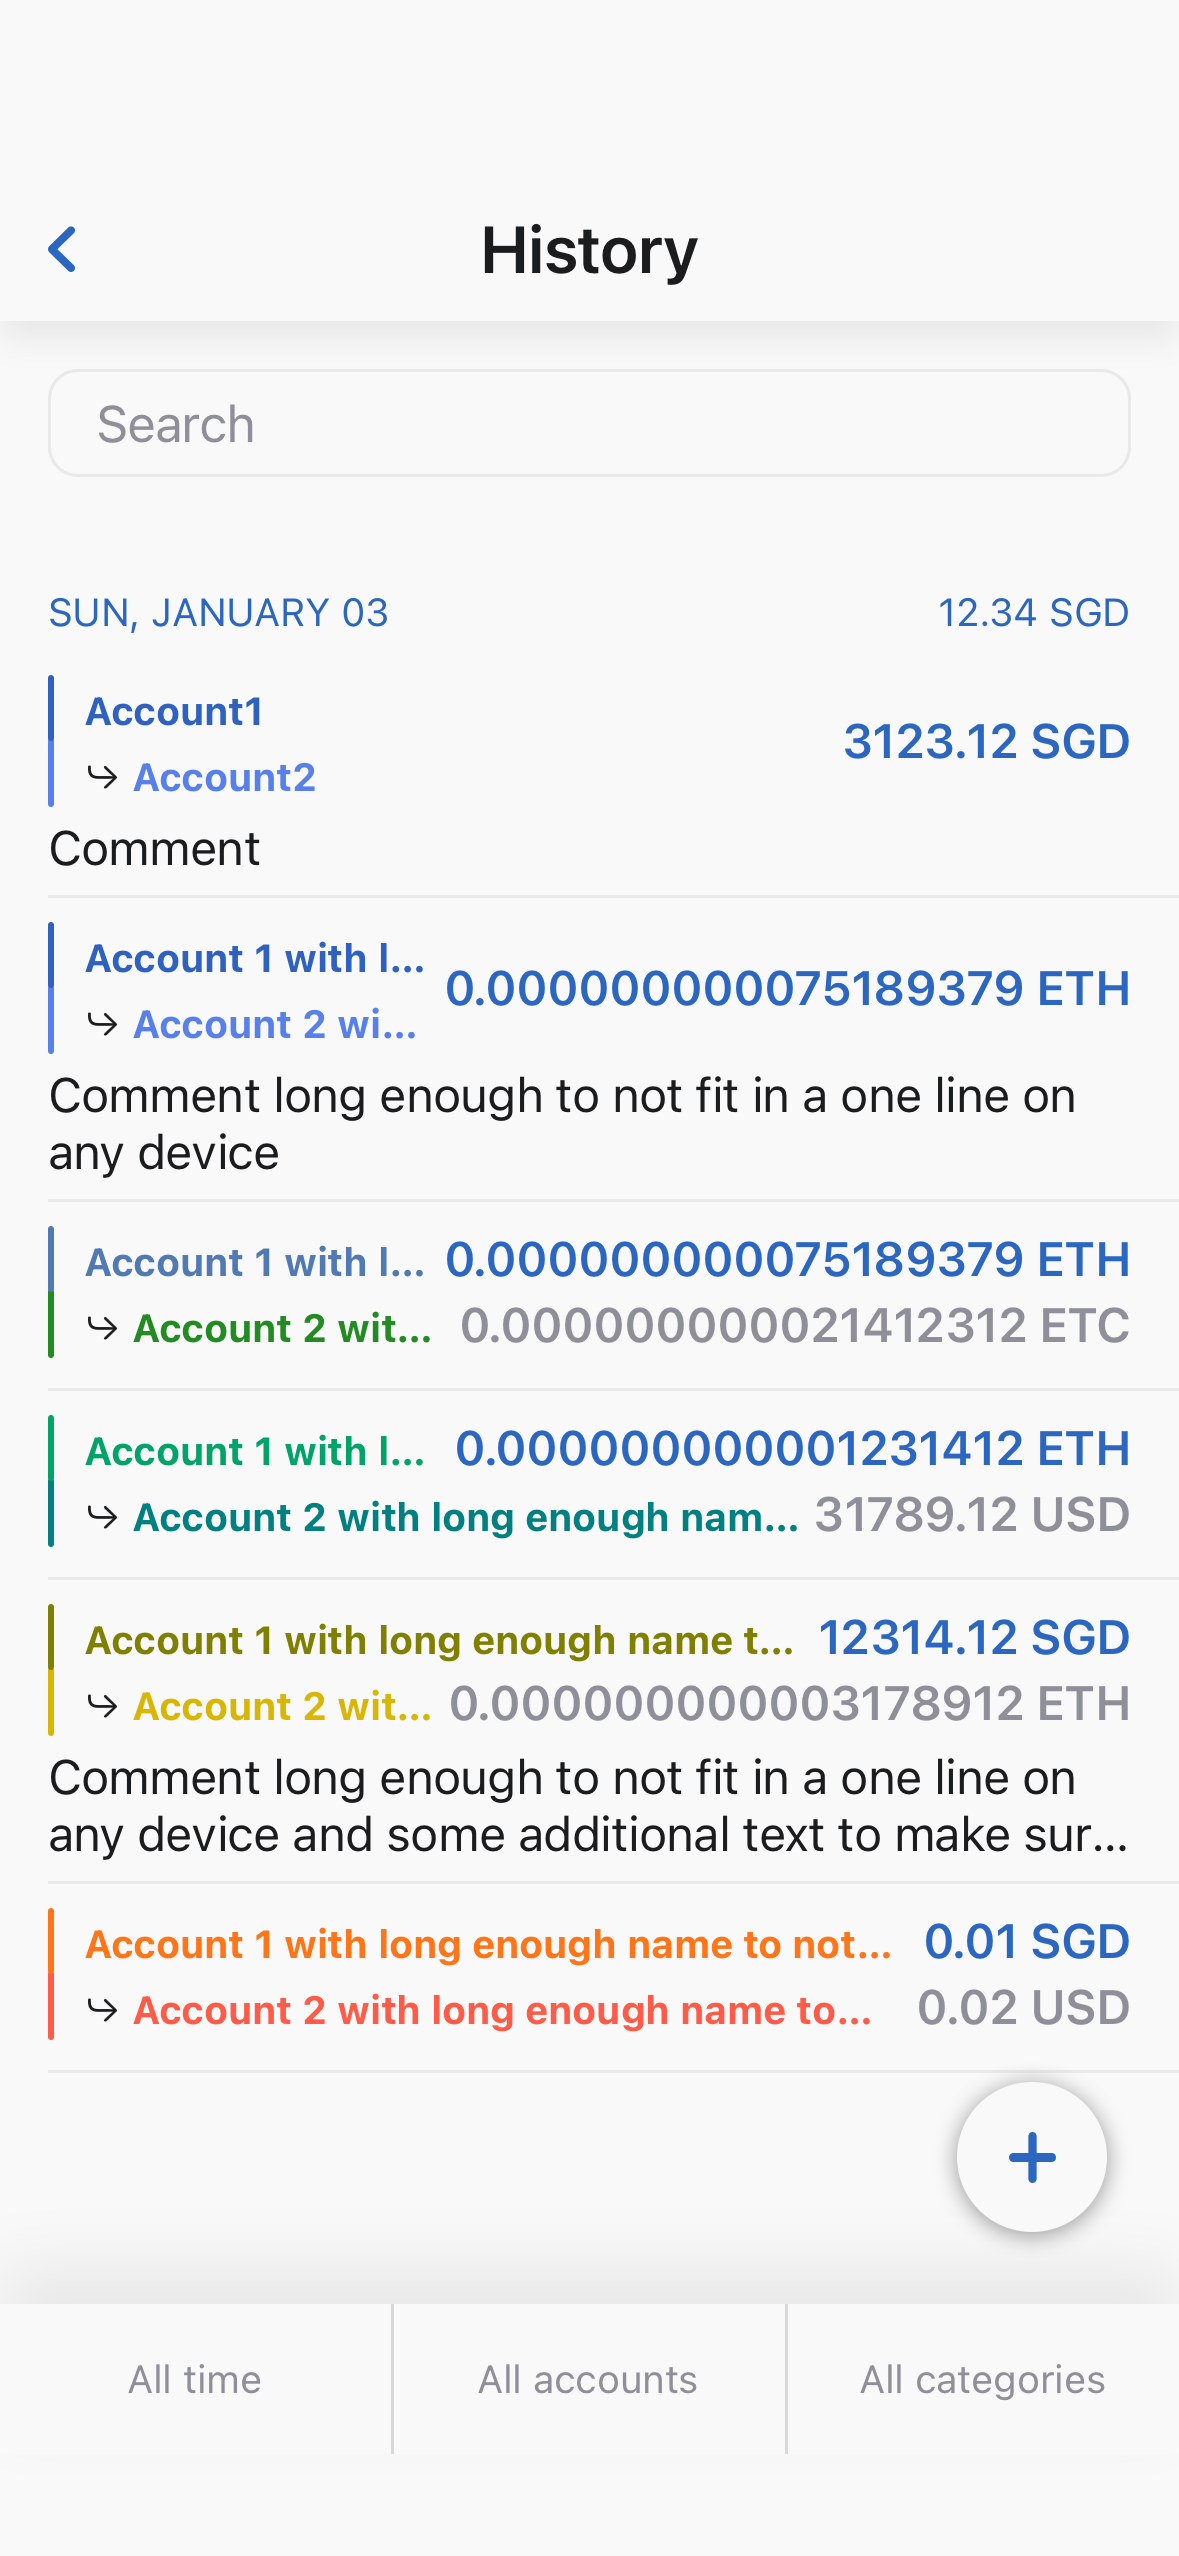 History
Search
SUN, JANUARY 03 12.34 SGD
Account1
3123.12 SGD
Account2
Comment
Account 1 with l...
0.0000000000075189379 ETH
Account 2 wi...
Comment long enough to not fit in a one line on
any device
Account 1 with l... 0.0000000000075189379 ETH
Account 2 wit... 0.0000000000021412312 ETC
Account 1 with l... 0.0000000000001231412 ETH
Account 2 with long enough nam... 31789.12 USD
Account 1 with long enough name t... 12314.12 SGD
Account 2 wit... 0.0000000000003178912 ETH
Comment long enough to not fit in a one line on
any device and some additional text to make sur...
Account 1 with long enough name to not... 0.01 SGD
Account 2 with long enough name to... 0.02 USD
All time All accounts All categories